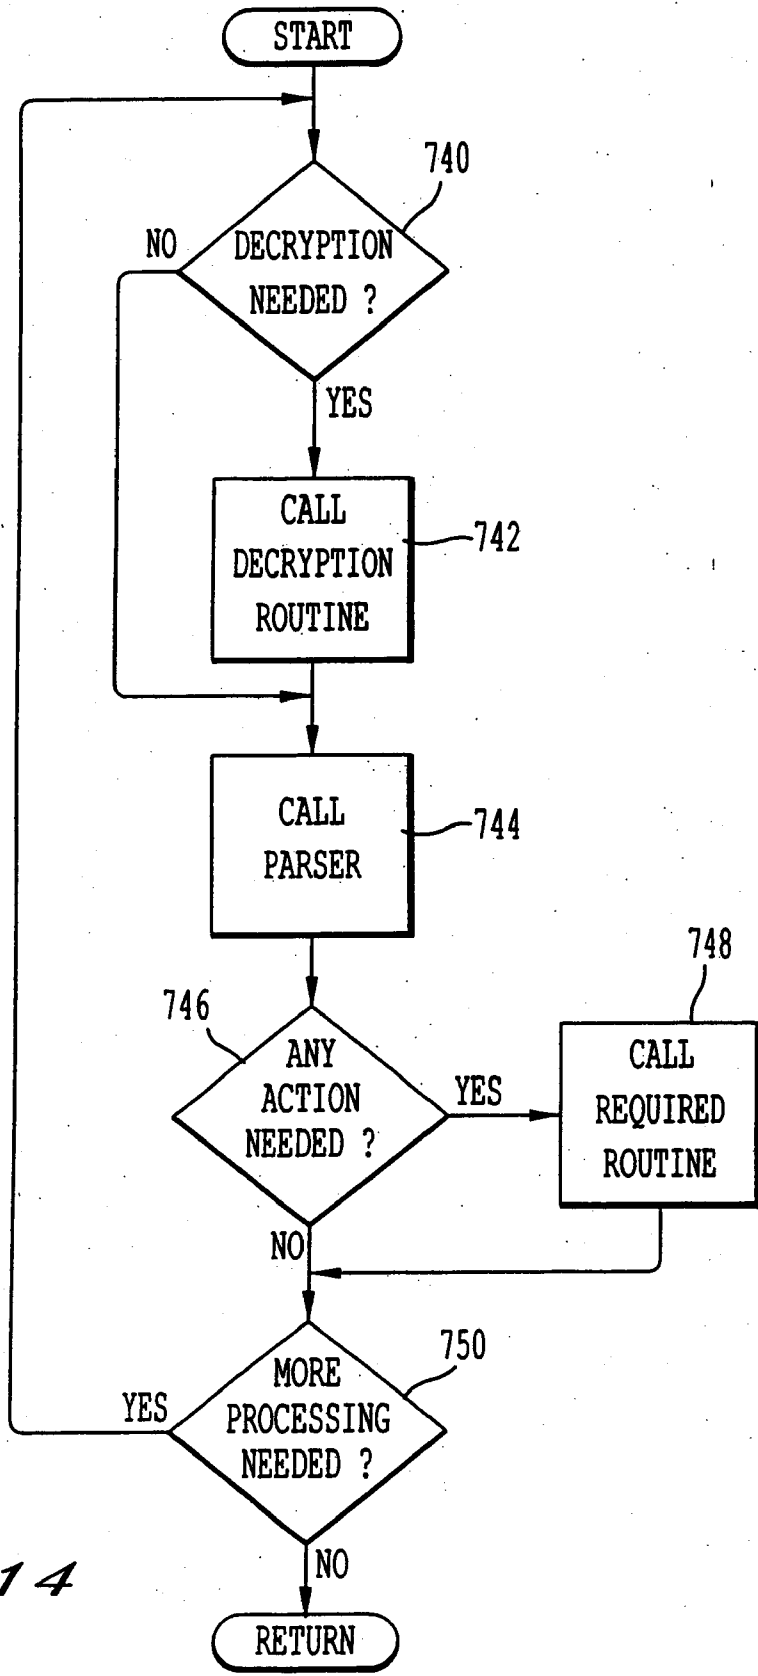 START
740
NO
DECRYPTION
NEEDED ?
YES
CALL
DECRYPTION
ROUTINE
742
CALL
PARSER
744
746
ANY
ACTION
NEEDED ?
YES
748
CALL
REQUIRED
ROUTINE
NO
750
MORE
PROCESSING
NEEDED ?
YES
NO
14
RETURN